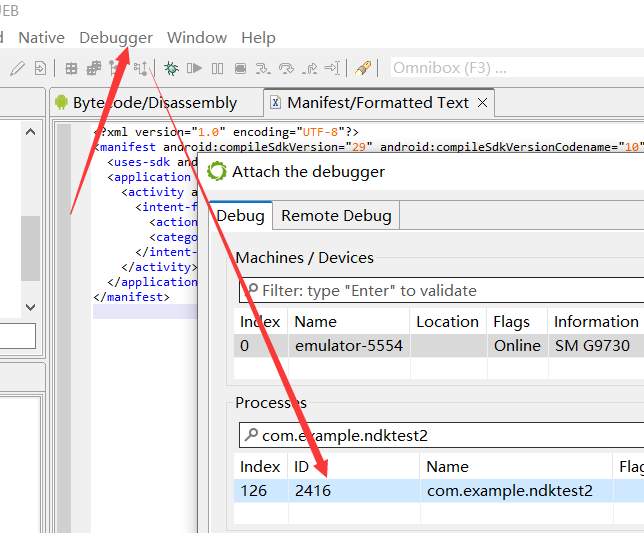 JEB
Native Debugger Window Help
Omnibox (F3) ...
Bytecode/Disassembly Manifest/Formatted Text
<?xml version="1.0" encoding="UTF-8"?>
<manifest android:compileSdkVersion="29" android:compileSdkVersionCodename="10"
<uses-sdk and
<application
<activity a
<intent-f
<action
<catego
</intent-
</activity>
</application
</manifest>
Attach the debugger
Debug Remote Debug
Machines / Devices
Filter: type "Enter" to validate
Index Name Location Flags Information
0 emulator-5554 Online SM G9730
Processes
com.example.ndktest2
Index ID Name Flag
126 2416 com.example.ndktest2